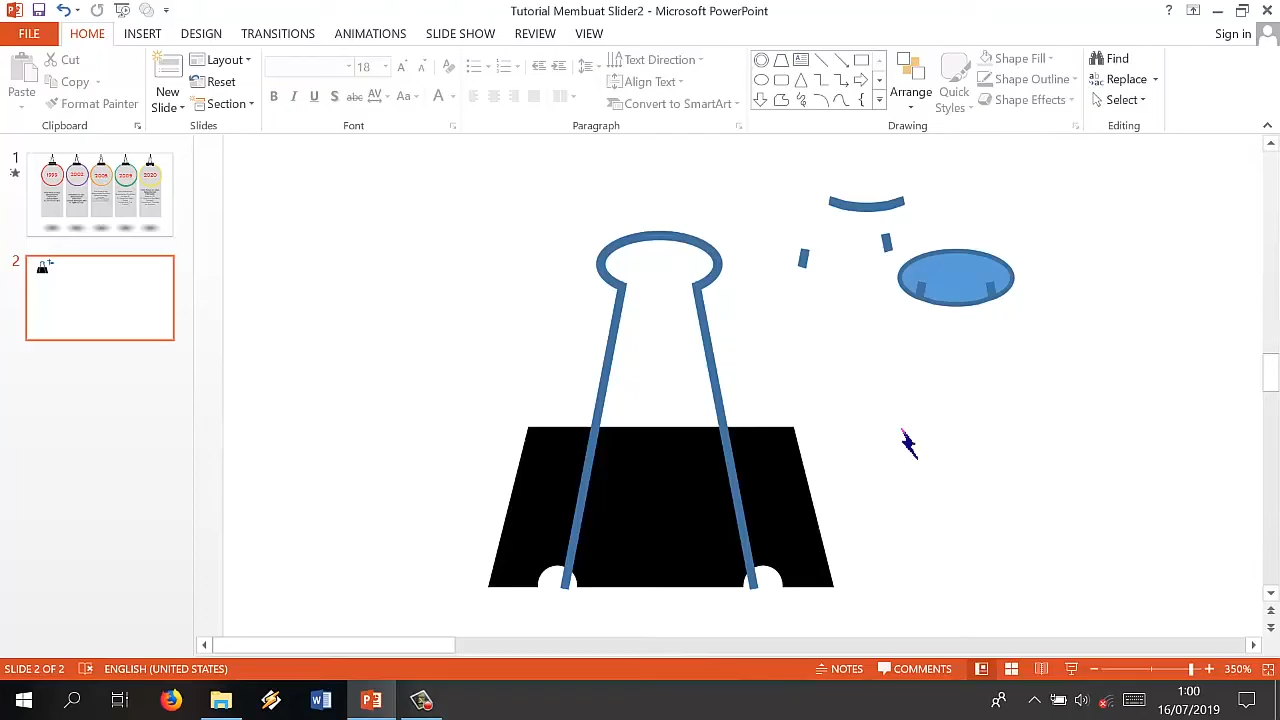 Tutorial Membuat Slider2 - Microsoft PowerPoint
?
FILE HOME INSERT DESIGN TRANSITIONS ANIMATIONS SLIDE SHOW REVIEW VIEW Sign in
Paste
Cut
Copy
Format Painter
Clipboard
New
Slide
Layout
Reset
Section
Slides
18
B I U S abc AV Aa A
Font
Text Direction
Align Text
Convert to SmartArt
Paragraph
Arrange
Quick
Styles
Shape Fill
Shape Outline
Shape Effects
Drawing
Find
Replace
Select
Editing
1
2
SLIDE 2 OF 2 ENGLISH (UNITED STATES) NOTES COMMENTS 350%
1:00
16/07/2019